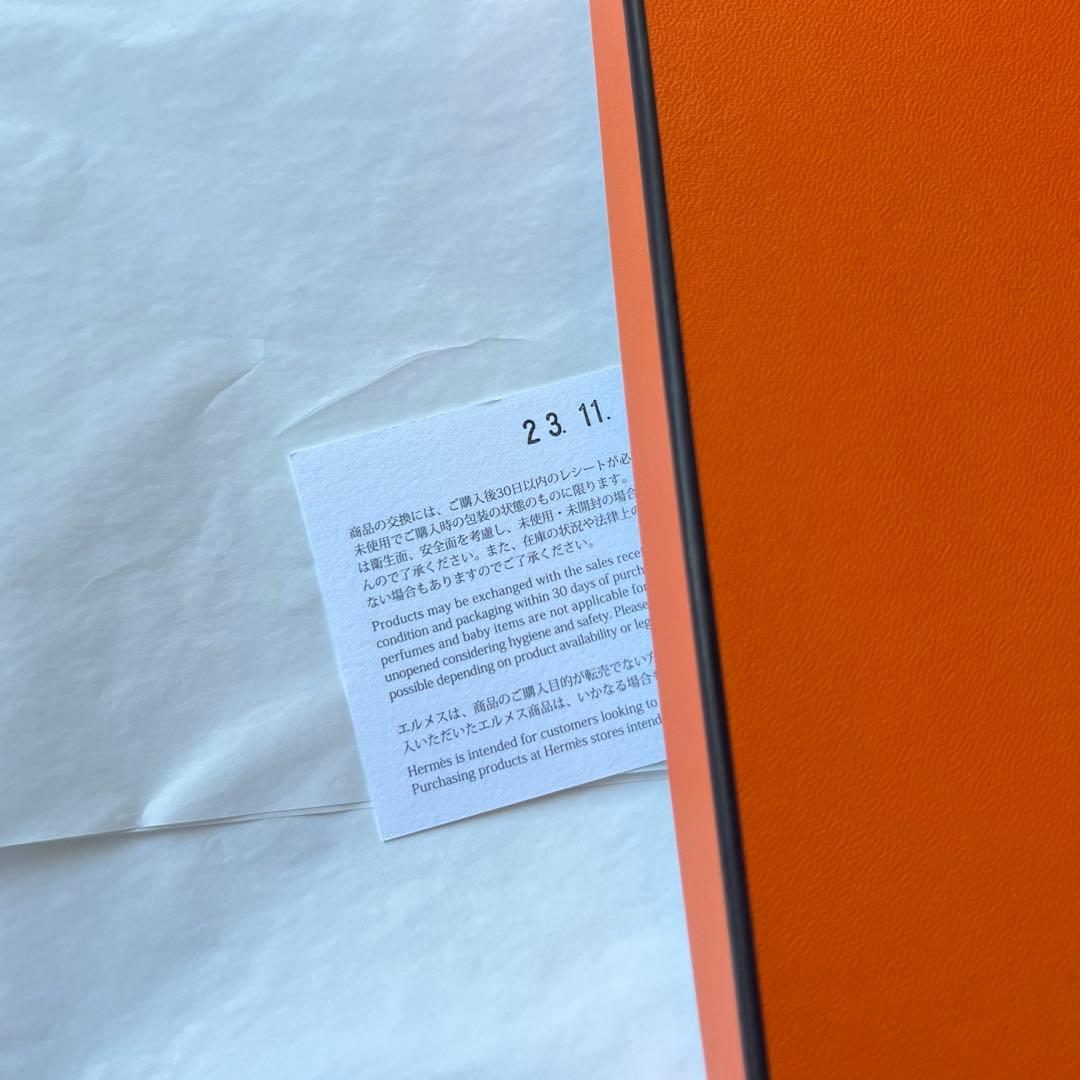 23. 11.
商品の交換には、ご購入後30日以内のレシートが必
未使用でご購入時の包装の状態のものに限ります。
は衛生面、安全面を考慮し、未使用・未開封の場合
んので了承ください。また、在庫の状況や法律上の
ない場合もありますのでご了承ください。
Products may be exchanged with the sales rece
condition and packaging within 30 days of purch
perfumes and baby items are not applicable for
unopened considering hygiene and safety. Please
possible depending on product availability or leg
エルメスは、商品のご購入目的が転売でない方
入いただいたエルメス商品は、いかなる場合も
Hermès is intended for customers looking to
Purchasing products at Hermès stores intend